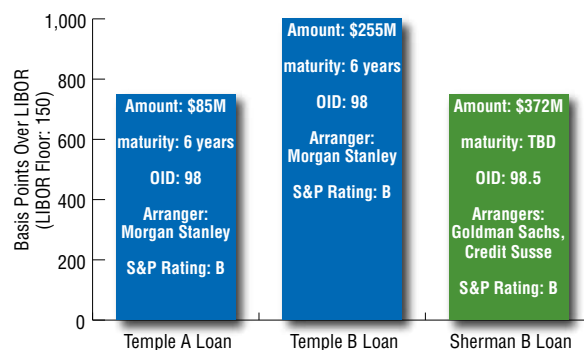 Basis Points Over LIBOR
(LIBOR Floor: 150)
1,000
800
600
400
200
0
Amount: $85M
maturity: 6 years
OID: 98
Arranger:
Morgan Stanley
S&P Rating: B
Amount: $255M
maturity: 6 years
OID: 98
Arranger:
Morgan Stanley
S&P Rating: B
Amount: $372M
maturity: TBD
OID: 98.5
Arrangers:
Goldman Sachs,
Credit Susse
S&P Rating: B
Temple A Loan
Temple B Loan
Sherman B Loan